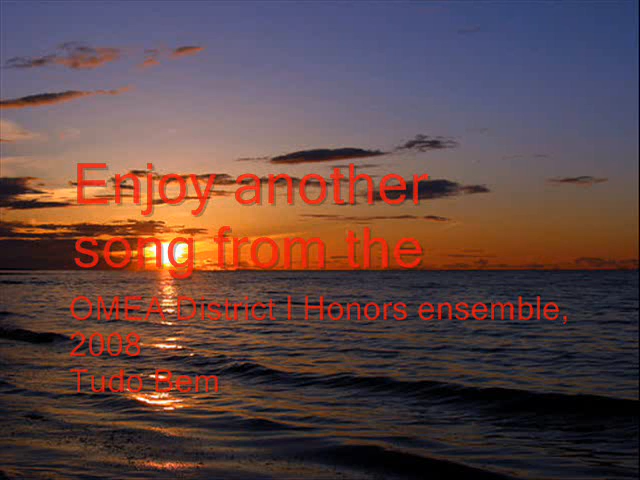 Enjoy another
song from the
OMEA District I Honors ensemble,
2008
Tudo Bem